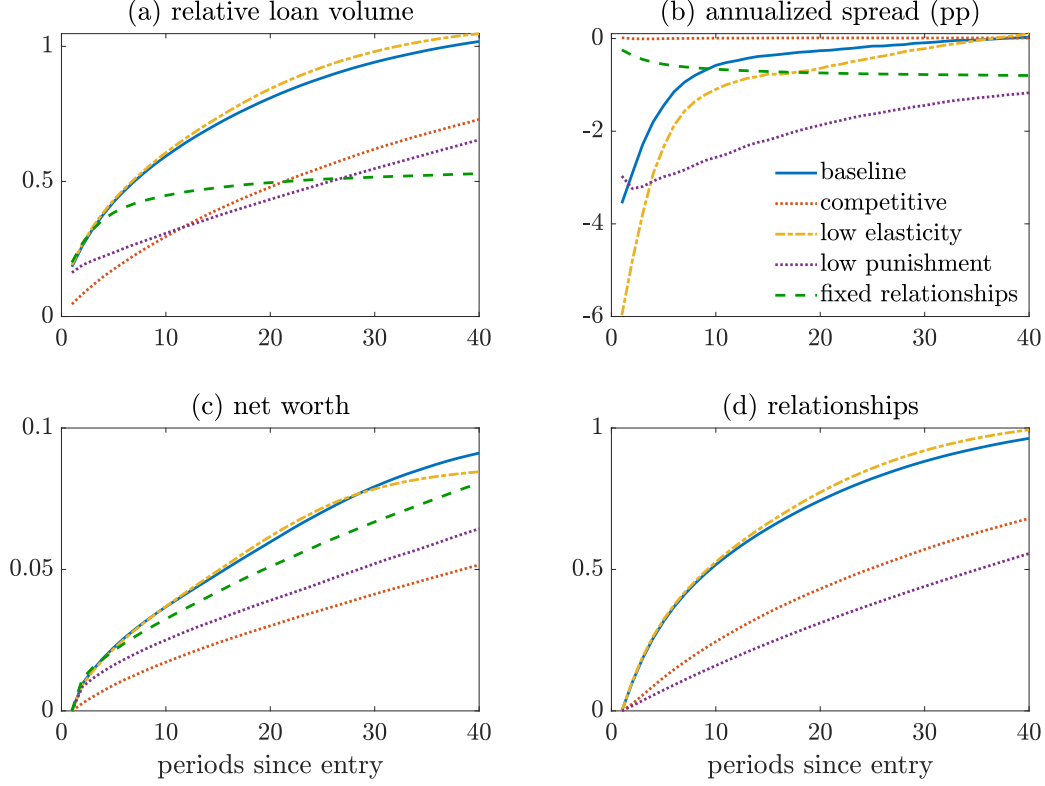 (a) relative loan volume
1
0.5
0
0 10 20 30 40
(b) annualized spread (pp)
0
-2
-4
-6
0 10 20 30 40
baseline
competitive
low elasticity
low punishment
fixed relationships
(c) net worth
0.1
0.05
0
0 10 20 30 40
periods since entry
(d) relationships
1
0.5
0
0 10 20 30 40
periods since entry